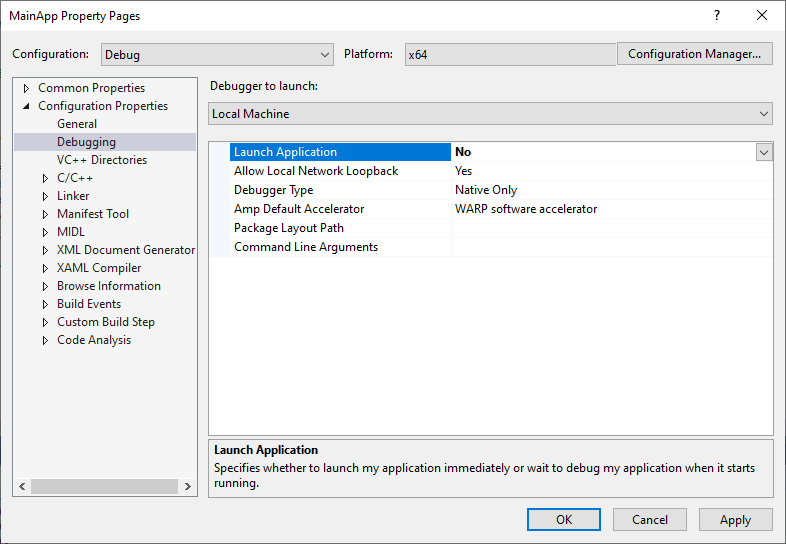 MainApp Property Pages
Configuration: Debug Platform: x64 Configuration Manager...
Common Properties
Configuration Properties
General
Debugging
VC++ Directories
C/C++
Linker
Manifest Tool
MIDL
XML Document Generator
XAML Compiler
Browse Information
Build Events
Custom Build Step
Code Analysis
Debugger to launch:
Local Machine
Launch Application No
Allow Local Network Loopback Yes
Debugger Type Native Only
Amp Default Accelerator WARP software accelerator
Package Layout Path
Command Line Arguments
Launch Application
Specifies whether to launch my application immediately or wait to debug my application when it starts
running.
OK Cancel Apply